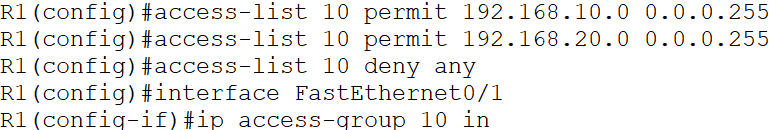 R1(config)#access-list 10 permit 192.168.10.0 0.0.0.255
R1(config)#access-list 10 permit 192.168.20.0 0.0.0.255
R1(config)#access-list 10 deny any
R1(config)#interface FastEthernet0/1
R1(config-if)#ip access-group 10 in